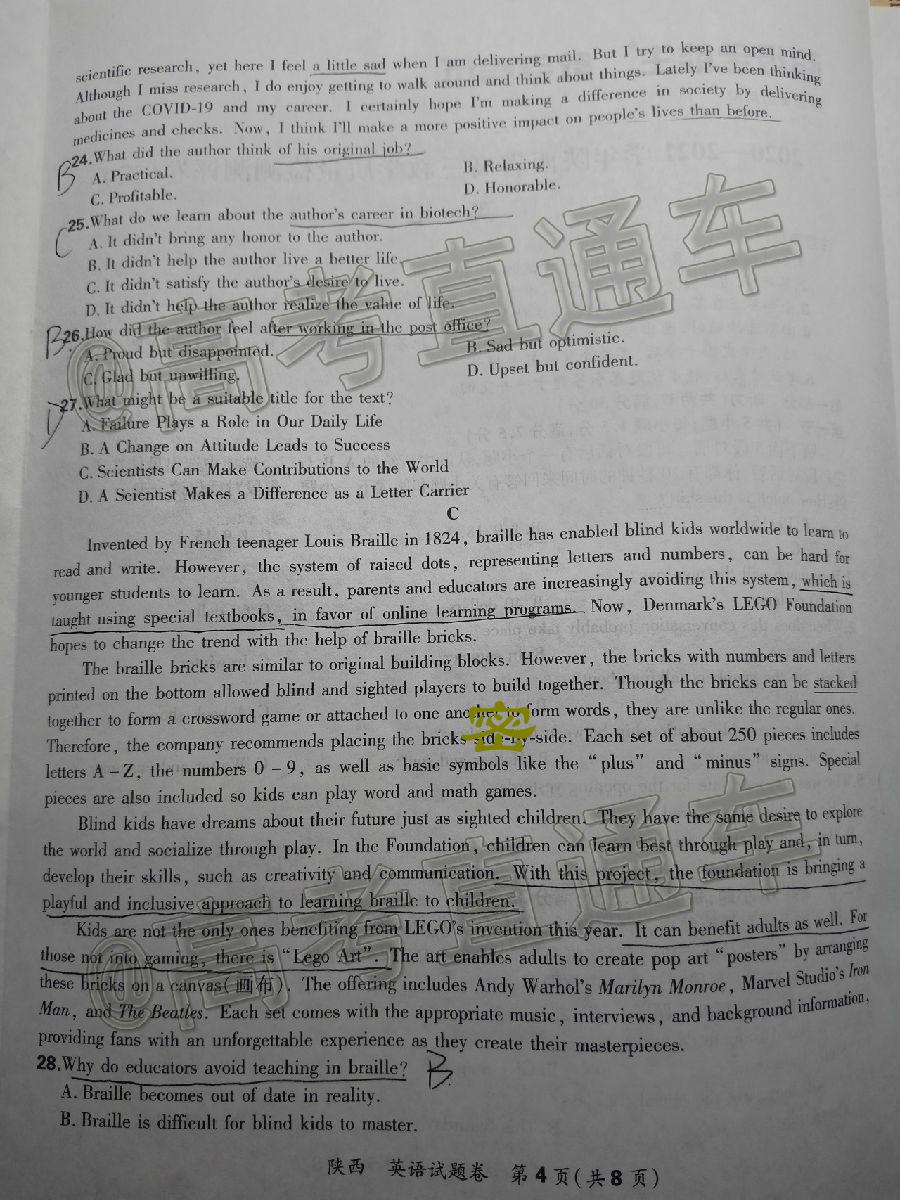 scientific research, yet here I feel a little sad when I am delivering mail. But I try to keep an open mind.
Although I miss research, I do enjoy getting to walk around and think about things. Lately I've been thinking
about the COVID-19 and my career. I certainly hope I'm making a difference in society by delivering
medicines and checks. Now, I think I'll make a more positive impact on people's lives than before.
B 24.What did the author think of his original job?
A. Practical. B. Relaxing.
C. Profitable. D. Honorable.
C 25.What do we learn about the author's career in biotech?
A. It didn't bring any honor to the author.
B. It didn't help the author live a better life.
C. It didn't satisfy the author's desire to live.
D. It didn't help the author realize the value of life.
B 26.How did the author feel after working in the post office?
A. Proud but disappointed. B. Sad but optimistic.
C. Glad but unwilling. D. Upset but confident.
D 27.What might be a suitable title for the text?
A. Failure Plays a Role in Our Daily Life
B. A Change on Attitude Leads to Success
C. Scientists Can Make Contributions to the World
D. A Scientist Makes a Difference as a Letter Carrier
C
Invented by French teenager Louis Braille in 1824, braille has enabled blind kids worldwide to learn to
read and write. However, the system of raised dots, representing letters and numbers, can be hard for
younger students to learn. As a result, parents and educators are increasingly avoiding this system, which is
taught using special textbooks, in favor of online learning programs. Now, Denmark's LEGO Foundation
hopes to change the trend with the help of braille bricks.
The braille bricks are similar to original building blocks. However, the bricks with numbers and letters
printed on the bottom allowed blind and sighted players to build together. Though the bricks can be stacked
together to form a crossword game or attached to one another to form words, they are unlike the regular ones.
Therefore, the company recommends placing the bricks side-by-side. Each set of about 250 pieces includes
letters A-Z, the numbers 0-9, as well as basic symbols like the "plus" and "minus" signs. Special
pieces are also included so kids can play word and math games.
Blind kids have dreams about their future just as sighted children. They have the same desire to explore
the world and socialize through play. In the Foundation, children can learn best through play and, in turn,
develop their skills, such as creativity and communication. With this project, the foundation is bringing a
playful and inclusive approach to learning braille to children.
Kids are not the only ones benefiting from LEGO's invention this year. It can benefit adults as well. For
those not into gaming, there is "Lego Art". The art enables adults to create pop art "posters" by arranging
these bricks on a canvas(画布). The offering includes Andy Warhol's Marilyn Monroe, Marvel Studio's Iron
Man, and The Beatles. Each set comes with the appropriate music, interviews, and background information,
providing fans with an unforgettable experience as they create their masterpieces.
28.Why do educators avoid teaching in braille? B
A. Braille becomes out of date in reality.
B. Braille is difficult for blind kids to master.
陕西 英语试题卷 第4页(共8页)
@高考直通车
密
@高考直通车